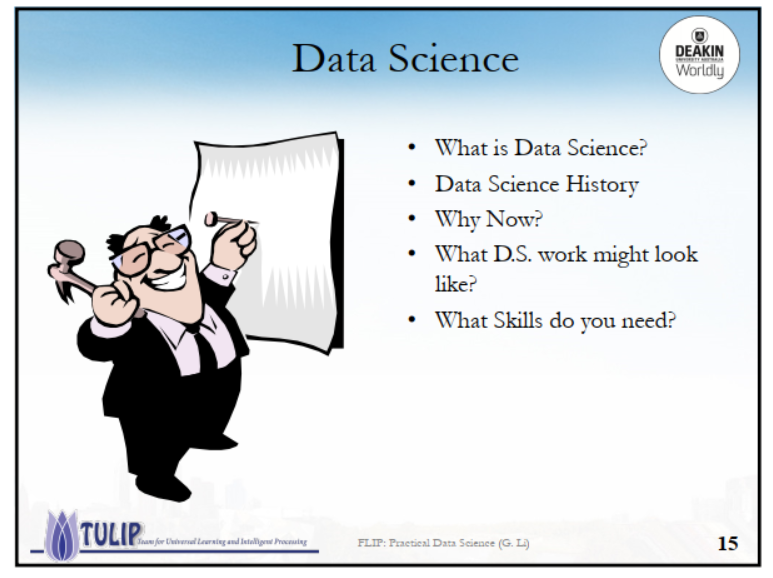 Data Science
DEAKIN
UNIVERSITY AUSTRALIA
Worldly
• What is Data Science?
• Data Science History
• Why Now?
• What D.S. work might look
like?
• What Skills do you need?
TULIP Team for Universal Learning and Intelligent Processing
FLIP: Practical Data Science (G. Li)
15